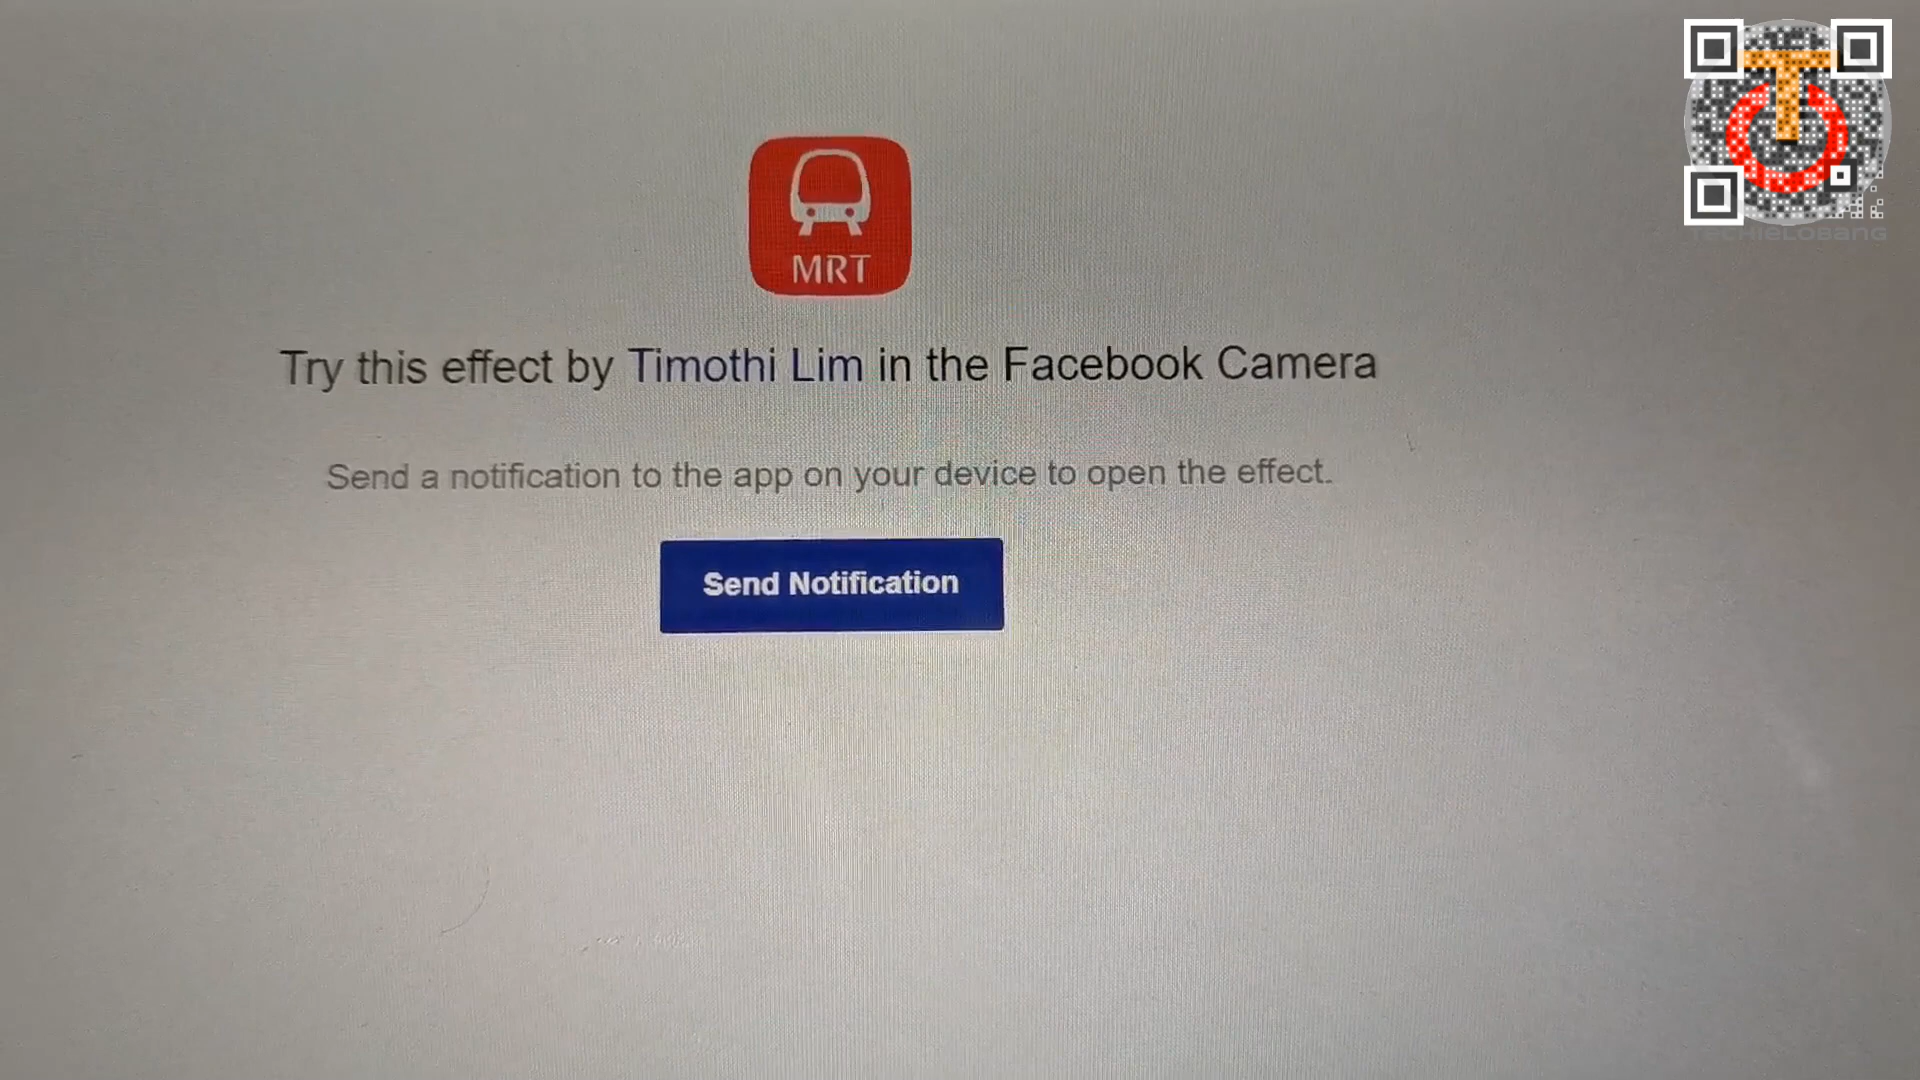 MRT
Try this effect by Timothi Lim in the Facebook Camera
Send a notification to the app on your device to open the effect.
Send Notification
TECHIELOBANG